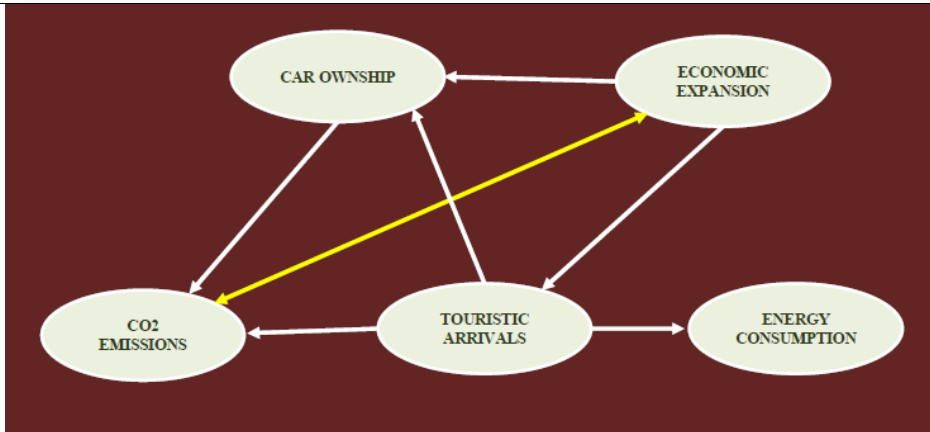 CAR OWNSHIP
ECONOMIC
EXPANSION
CO2
EMISSIONS
TOURISTIC
ARRIVALS
ENERGY
CONSUMPTION